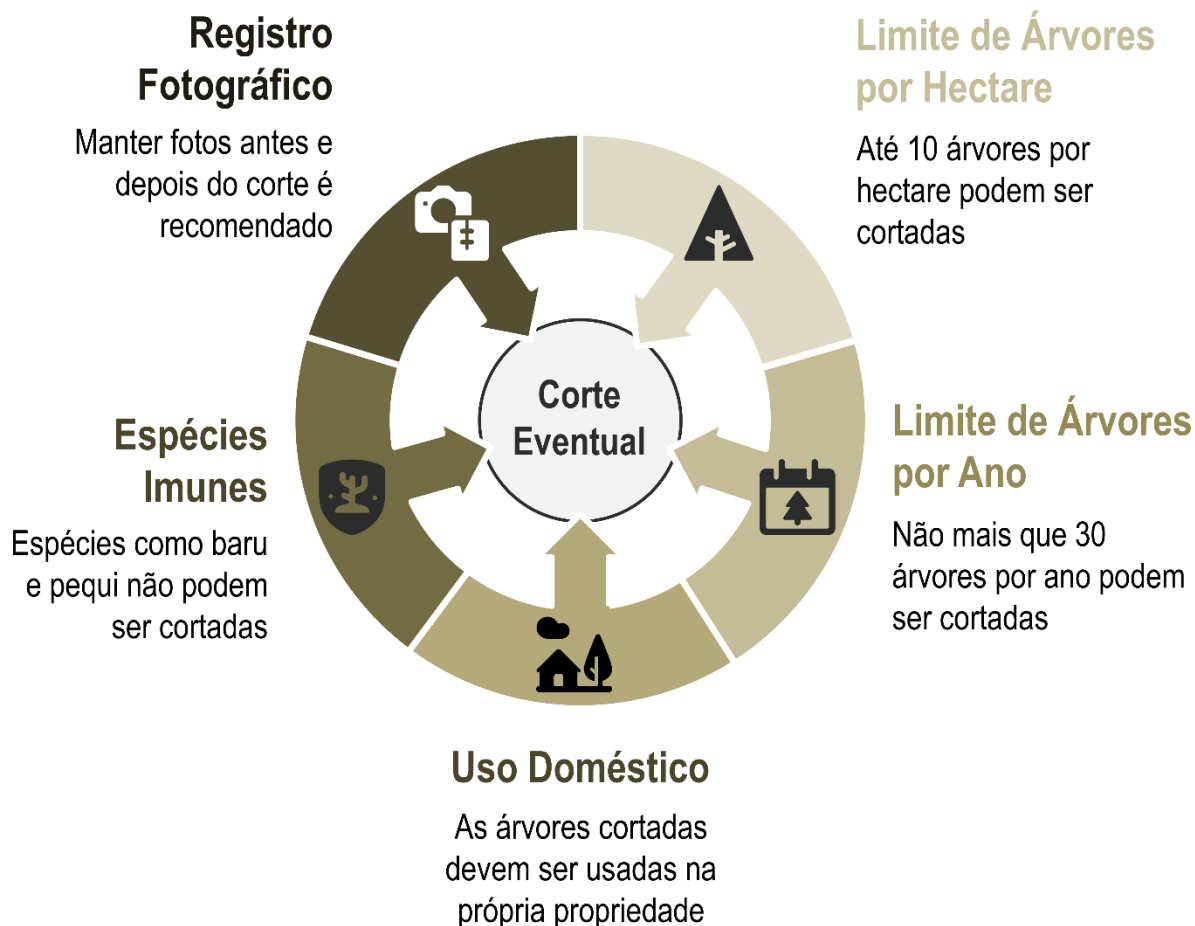 Registro
Fotográfico
Manter fotos antes e
depois do corte é
recomendado
Limite de Árvores
por Hectare
Até 10 árvores por
hectare podem ser
cortadas
Corte
Eventual
Espécies
Imunes
Espécies como baru
e pequi não podem
ser cortadas
Limite de Árvores
por Ano
Não mais que 30
árvores por ano podem
ser cortadas
Uso Doméstico
As árvores cortadas
devem ser usadas na
própria propriedade